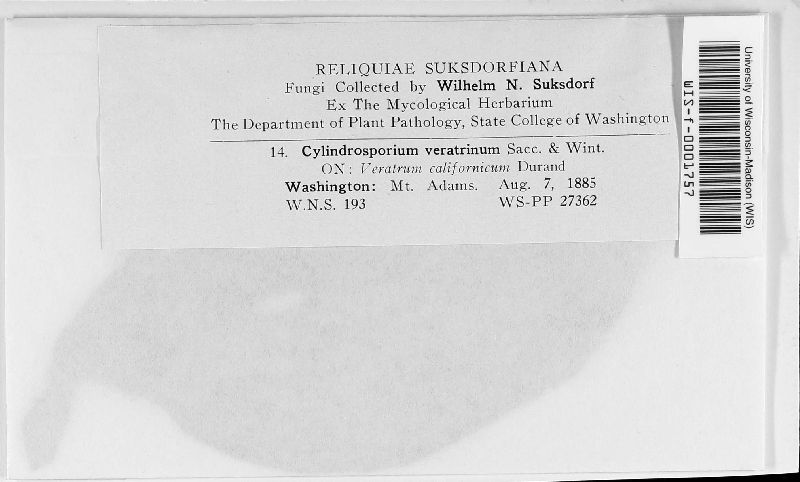 RELIQUIAE SUKSDORFIANA
Fungi Collected by Wilhelm N. Suksdorf
Ex The Mycological Herbarium
The Department of Plant Pathology, State College of Washington
14. Cylindrosporium veratrinum Sacc. & Wint.
ON: Veratrum californicum Durand
Washington: Mt. Adams. Aug. 7, 1885
W.N.S. 193 WS-PP 27362
WIS-f-0001757
University of Wisconsin-Madison (WIS)